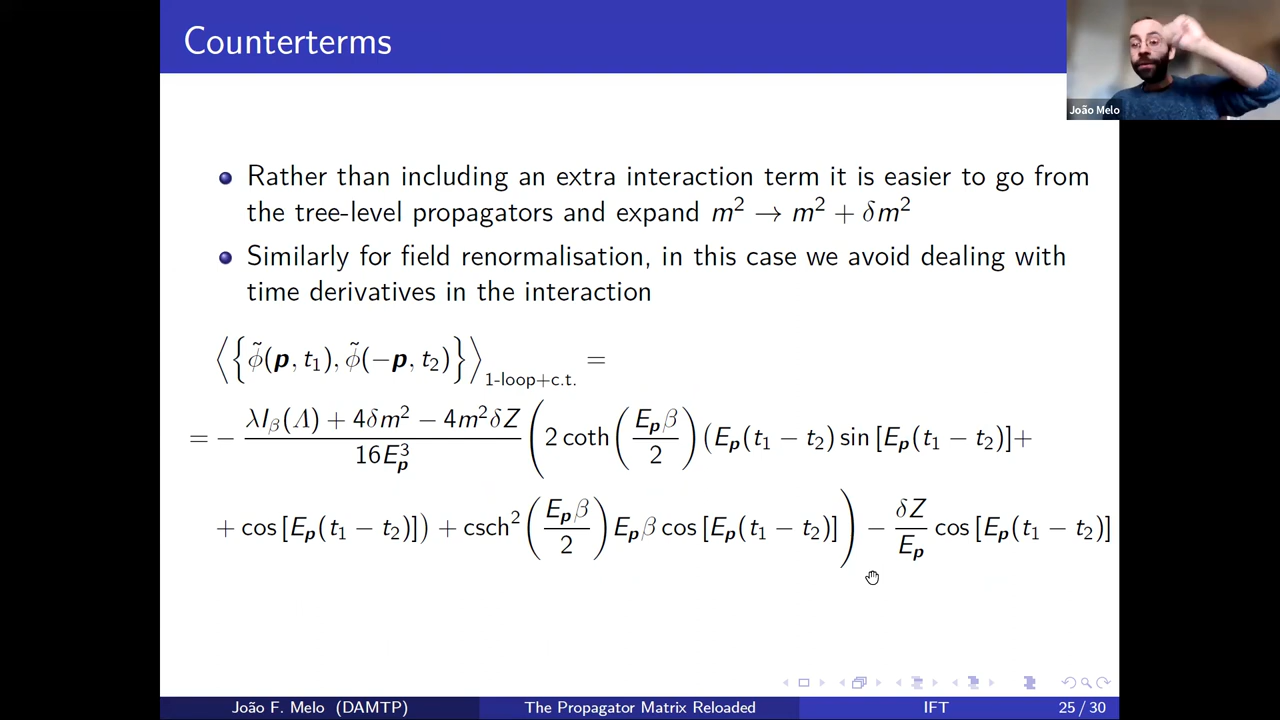 Counterterms
João Melo
Rather than including an extra interaction term it is easier to go from
the tree-level propagators and expand m² → m² + δm²
Similarly for field renormalisation, in this case we avoid dealing with
time derivatives in the interaction
⟨{φ̃(p, t₁), φ̃(−p, t₂)}⟩_{1-loop+c.t.} =
= − (λI_β(Λ) + 4δm² − 4m²δZ)/(16E_p³) (2 coth(E_pβ/2) (E_p(t₁ − t₂) sin [E_p(t₁ − t₂)]+
+ cos [E_p(t₁ − t₂)]) + csch²(E_pβ/2) E_pβ cos [E_p(t₁ − t₂)]) − δZ/E_p cos [E_p(t₁ − t₂)]
João F. Melo (DAMTP) The Propagator Matrix Reloaded IFT 25 / 30